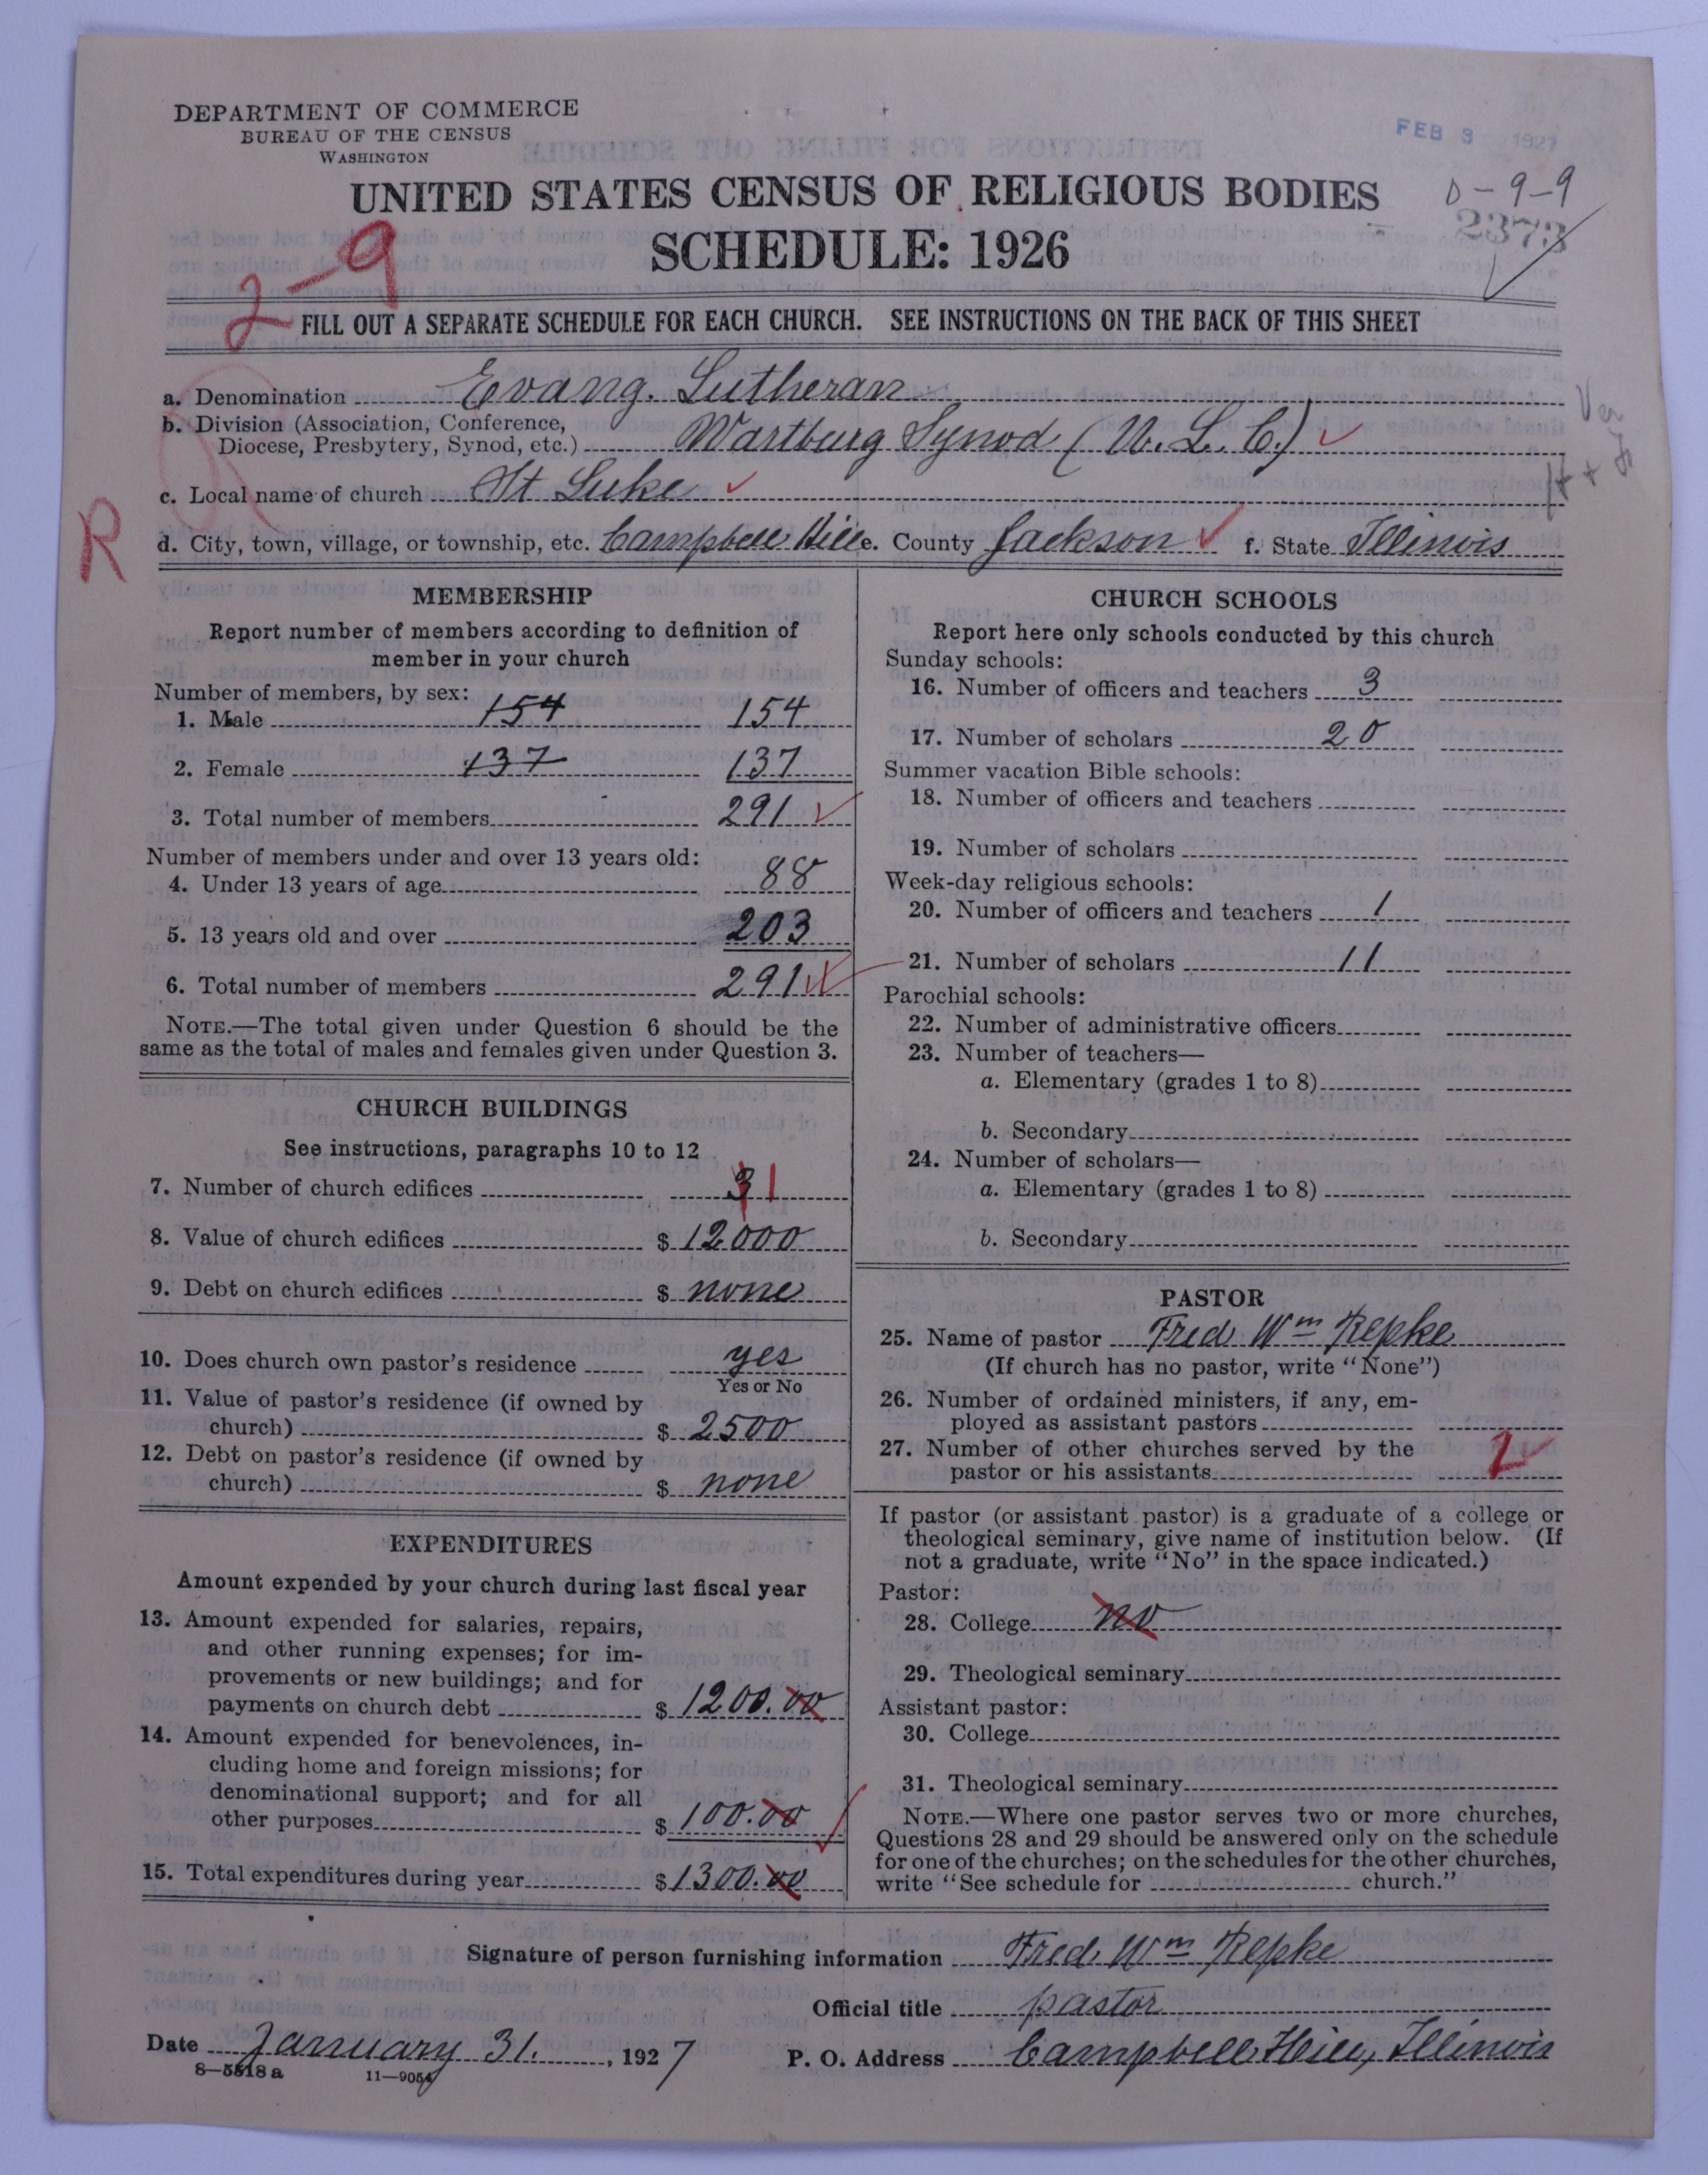 DEPARTMENT OF COMMERCE
BUREAU OF THE CENSUS
WASHINGTON
FEB 3 1927
UNITED STATES CENSUS OF RELIGIOUS BODIES
0-9-9
2373
SCHEDULE: 1926
2-9
FILL OUT A SEPARATE SCHEDULE FOR EACH CHURCH. SEE INSTRUCTIONS ON THE BACK OF THIS SHEET
a. Denomination Evang. Lutheran
b. Division (Association, Conference,
Diocese, Presbytery, Synod, etc.) Wartburg Synod (U.L.C.)
c. Local name of church St Luke
R
d. City, town, village, or township, etc. Campbell Hill e. County Jackson f. State Illinois
MEMBERSHIP
Report number of members according to definition of
member in your church
Number of members, by sex:
1. Male 154 154
2. Female 137 137
3. Total number of members 291
Number of members under and over 13 years old:
4. Under 13 years of age 88
5. 13 years old and over 203
6. Total number of members 291
NOTE.—The total given under Question 6 should be the
same as the total of males and females given under Question 3.
CHURCH BUILDINGS
See instructions, paragraphs 10 to 12
7. Number of church edifices 3 1
8. Value of church edifices $ 12000
9. Debt on church edifices $ none
10. Does church own pastor's residence yes
Yes or No
11. Value of pastor's residence (if owned by
church) $ 2500
12. Debt on pastor's residence (if owned by
church) $ none
EXPENDITURES
Amount expended by your church during last fiscal year
13. Amount expended for salaries, repairs,
and other running expenses; for im-
provements or new buildings; and for
payments on church debt $ 1200.00
14. Amount expended for benevolences, in-
cluding home and foreign missions; for
denominational support; and for all
other purposes $ 100.00
15. Total expenditures during year $ 1300.00
CHURCH SCHOOLS
Report here only schools conducted by this church
Sunday schools:
16. Number of officers and teachers 3
17. Number of scholars 20
Summer vacation Bible schools:
18. Number of officers and teachers
19. Number of scholars
Week-day religious schools:
20. Number of officers and teachers 1
21. Number of scholars 11
Parochial schools:
22. Number of administrative officers
23. Number of teachers—
a. Elementary (grades 1 to 8)
b. Secondary
24. Number of scholars—
a. Elementary (grades 1 to 8)
b. Secondary
PASTOR
25. Name of pastor Fred Wm Repke
(If church has no pastor, write "None")
26. Number of ordained ministers, if any, em-
ployed as assistant pastors
27. Number of other churches served by the
pastor or his assistants 2
If pastor (or assistant pastor) is a graduate of a college or
theological seminary, give name of institution below. (If
not a graduate, write "No" in the space indicated.)
Pastor:
28. College no
29. Theological seminary
Assistant pastor:
30. College
31. Theological seminary
NOTE.—Where one pastor serves two or more churches,
Questions 28 and 29 should be answered only on the schedule
for one of the churches; on the schedules for the other churches,
write "See schedule for church."
Signature of person furnishing information Fred Wm Repke
Official title pastor
Date January 31., 1927 P. O. Address Campbell Hill, Illinois
8—5518a 11—9054